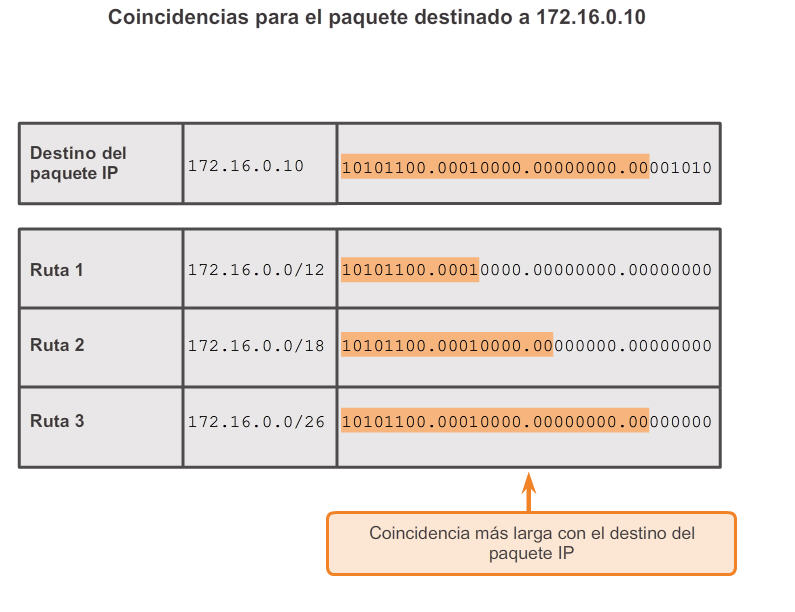 Coincidencias para el paquete destinado a 172.16.0.10
Destino del
paquete IP
172.16.0.10
10101100.00010000.00000000.00001010
Ruta 1
172.16.0.0/12
10101100.00010000.00000000.00000000
Ruta 2
172.16.0.0/18
10101100.00010000.00000000.00000000
Ruta 3
172.16.0.0/26
10101100.00010000.00000000.00000000
Coincidencia más larga con el destino del
paquete IP